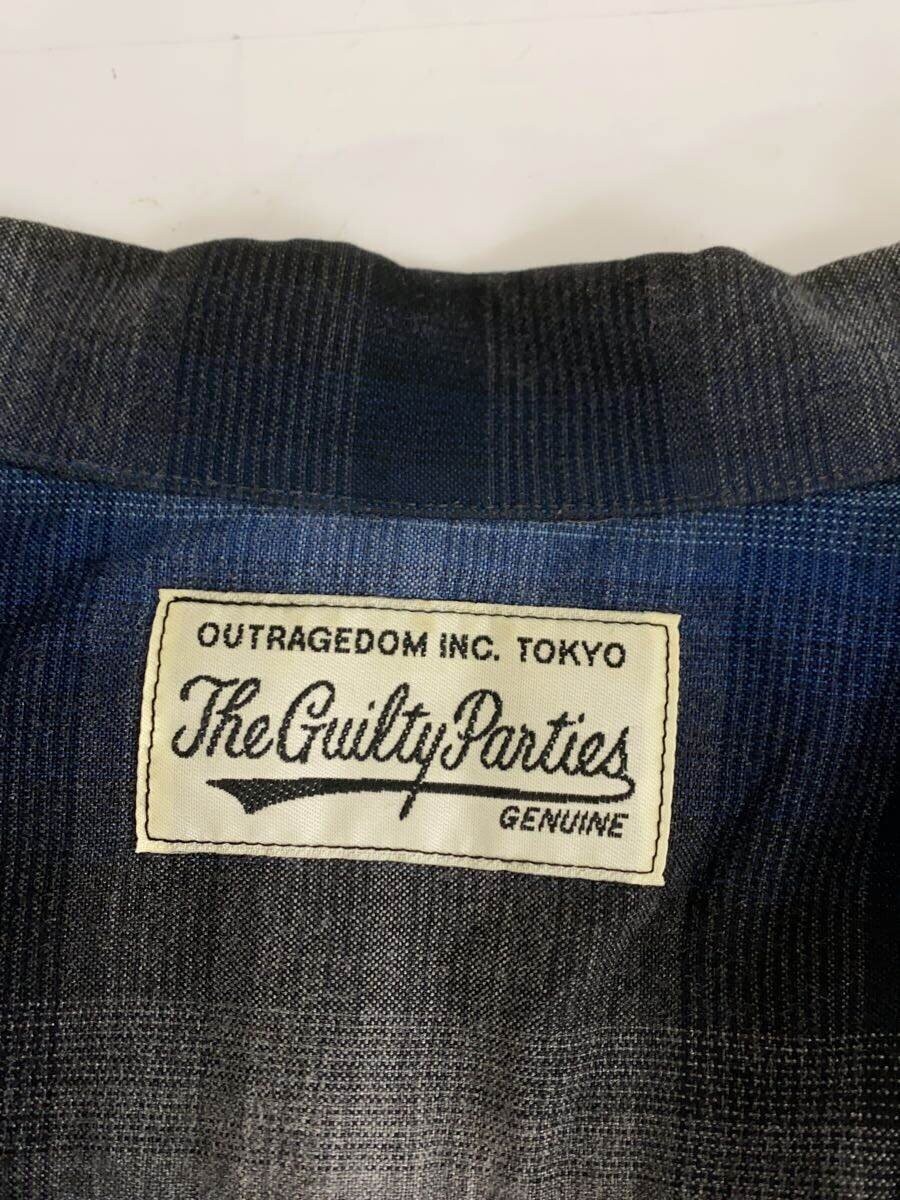 OUTRAGEDOM INC. TOKYO
The Guilty Parties
GENUINE